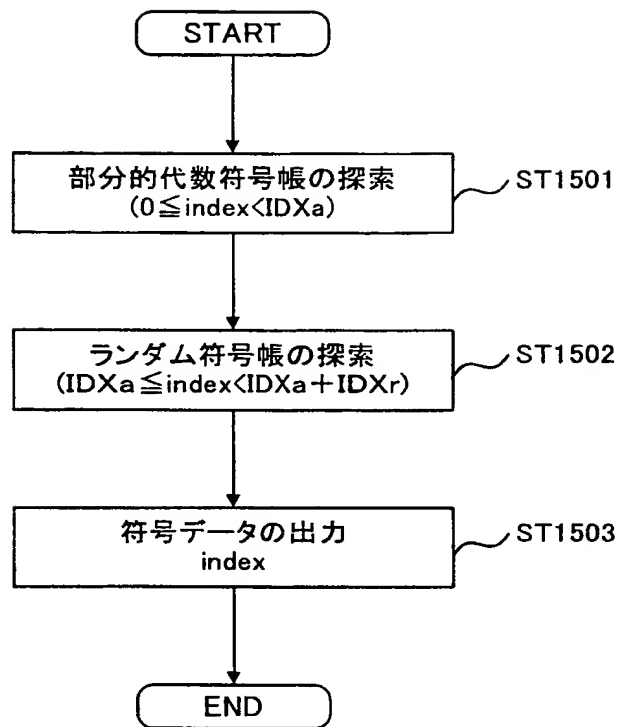 START
部分的代数符号帳の探索
(0≦index<IDXa)
ST1501
ランダム符号帳の探索
(IDXa≦index<IDXa+IDXr)
ST1502
符号データの出力
index
ST1503
END